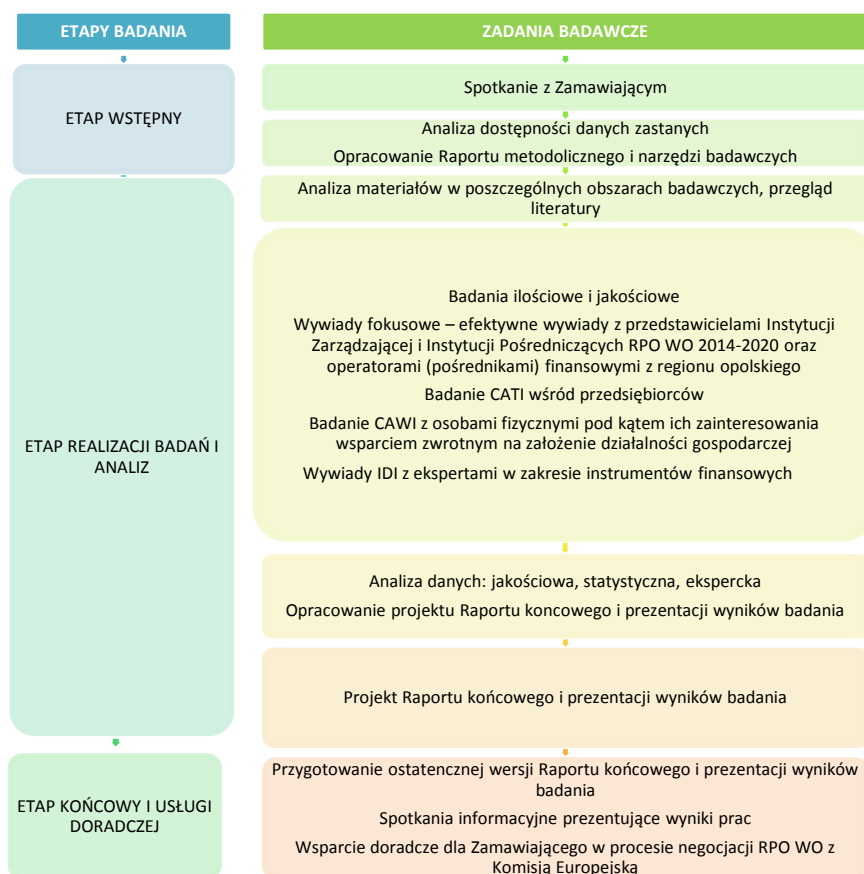 ETAPY BADANIA
ZADANIA BADAWCZE
ETAP WSTĘPNY
Spotkanie z Zamawiającym
Analiza dostępności danych zastanych
Opracowanie Raportu metodolicznego i narzędzi badawczych
ETAP REALIZACJI BADAŃ I
ANALIZ
Analiza materiałów w poszczególnych obszarach badawczych, przegląd
literatury
Badania ilościowe i jakościowe
Wywiady fokusowe – efektywne wywiady z przedstawicielami Instytucji
Zarządzającej i Instytucji Pośredniczących RPO WO 2014-2020 oraz
operatorami (pośrednikami) finansowymi z regionu opolskiego
Badanie CATI wśród przedsiębiorców
Badanie CAWI z osobami fizycznymi pod kątem ich zainteresowania
wsparciem zwrotnym na założenie działalności gospodarczej
Wywiady IDI z ekspertami w zakresie instrumentów finansowych
Analiza danych: jakościowa, statystyczna, ekspercka
Opracowanie projektu Raportu koncowego i prezentacji wyników badania
Projekt Raportu końcowego i prezentacji wyników badania
ETAP KOŃCOWY I USŁUGI
DORADCZEJ
Przygotowanie ostatencznej wersji Raportu końcowego i prezentacji wyników
badania
Spotkania informacyjne prezentujące wyniki prac
Wsparcie doradcze dla Zamawiającego w procesie negocjacji RPO WO z
Komisją Europejską